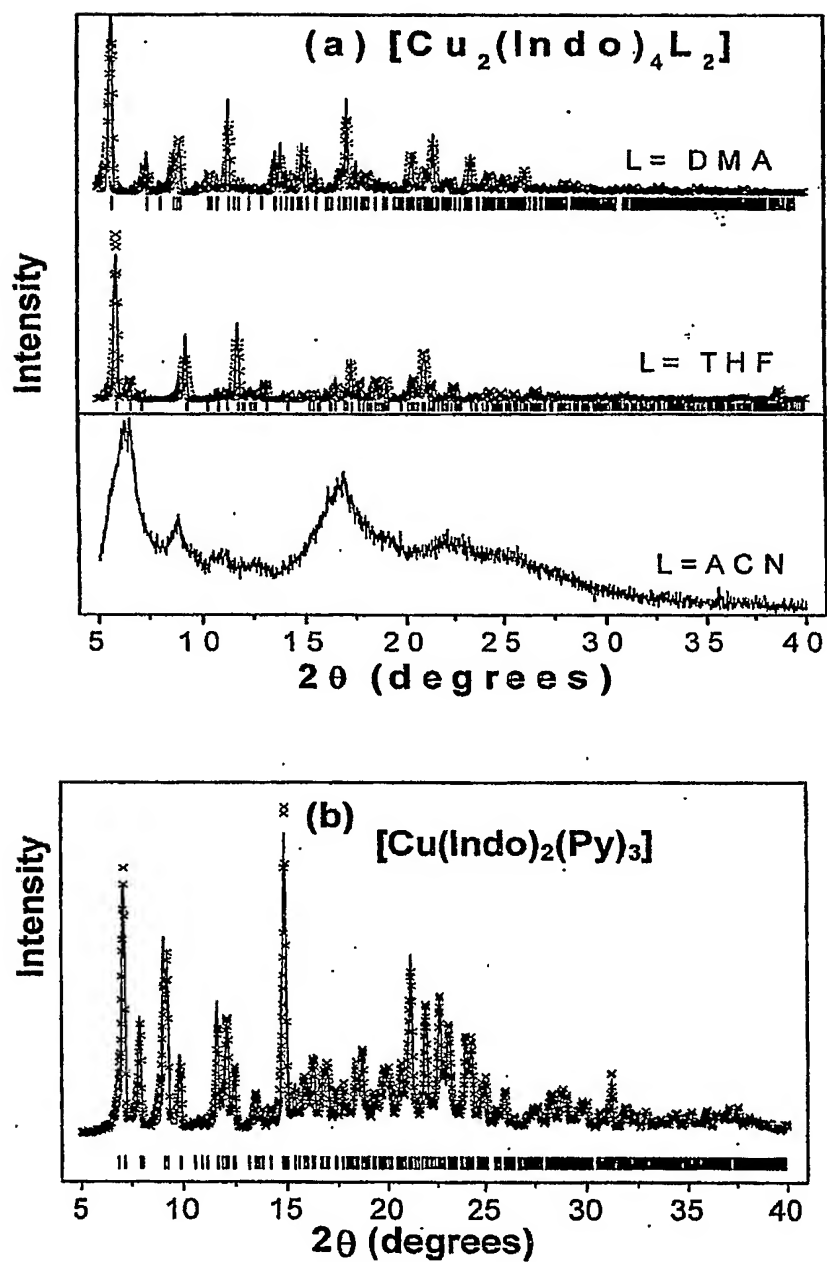 (a) [Cu₂(Indo)₄L₂]
L= DMA
L= THF
L=ACN
Intensity
5 10 15 20 25 30 35 40
2θ (degrees)
(b)
[Cu(Indo)₂(Py)₃]
Intensity
5 10 15 20 25 30 35 40
2θ (degrees)